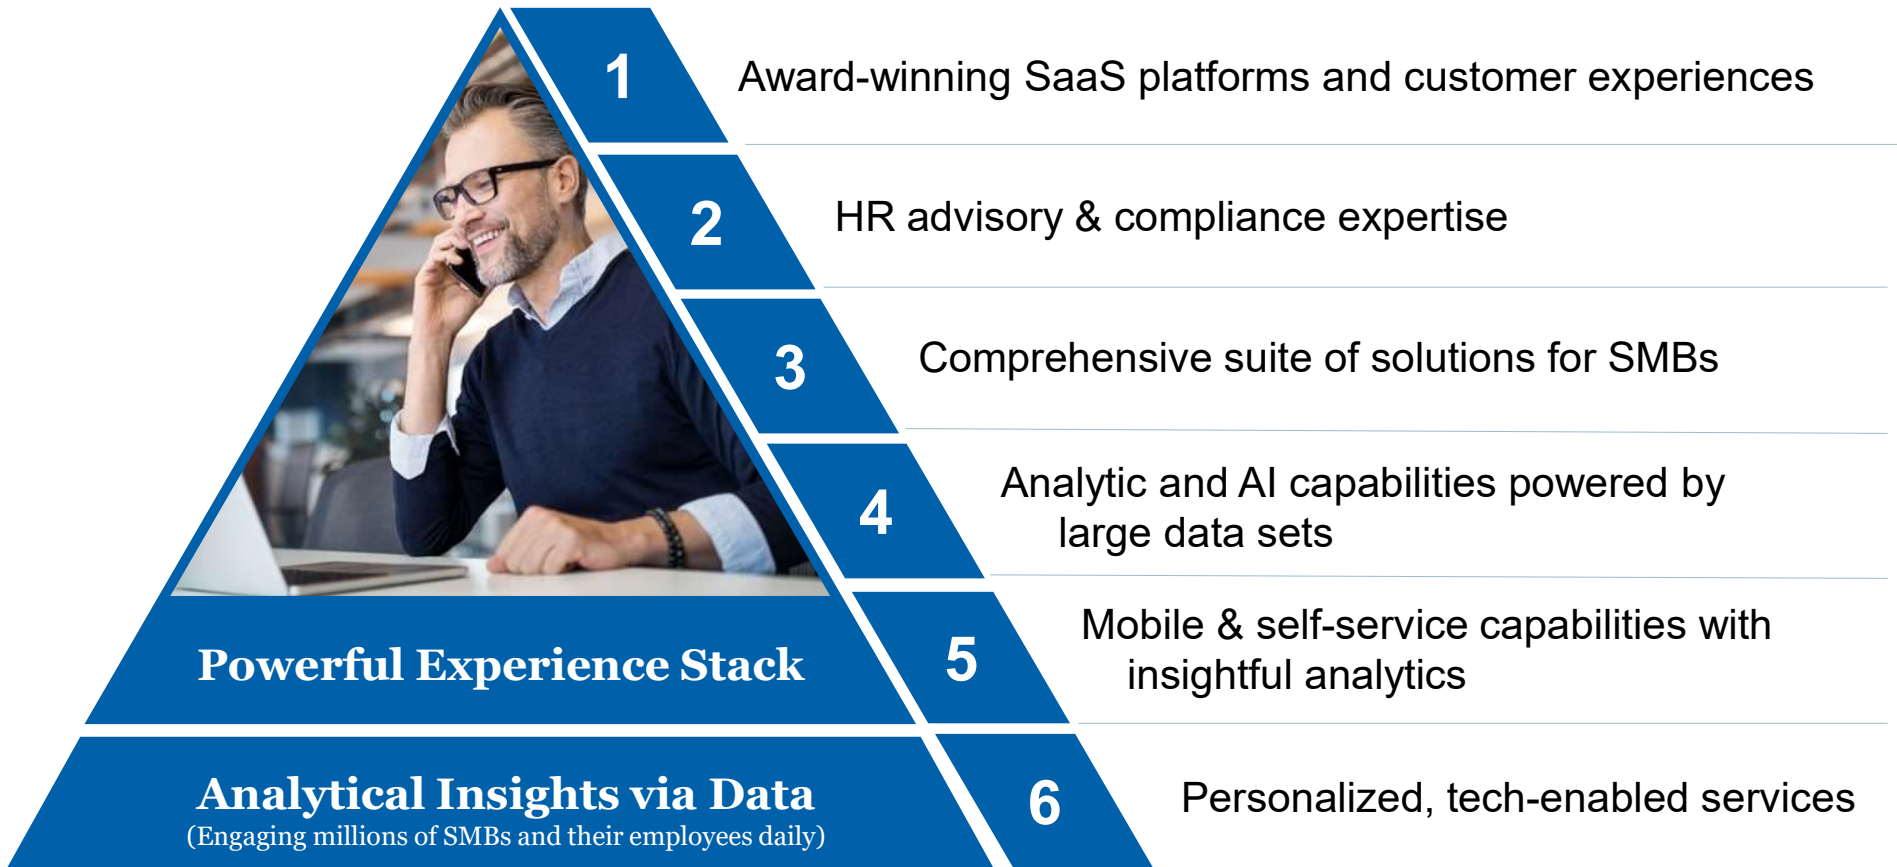 1
Award-winning SaaS platforms and customer experiences
2
HR advisory & compliance expertise
3
Comprehensive suite of solutions for SMBs
4
Analytic and AI capabilities powered by
large data sets
5
Mobile & self-service capabilities with
insightful analytics
Powerful Experience Stack
6
Personalized, tech-enabled services
Analytical Insights via Data
(Engaging millions of SMBs and their employees daily)